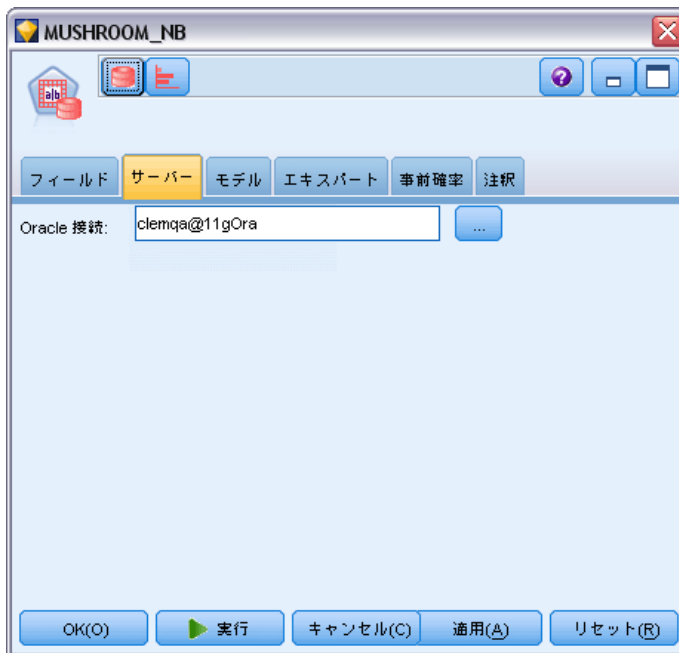 MUSHROOM_NB
a|b
フィールド サーバー モデル エキスパート 事前確率 注釈
Oracle 接続: clemqa@11gOra ...
OK(O) 実行 キャンセル(C) 適用(A) リセット(R)